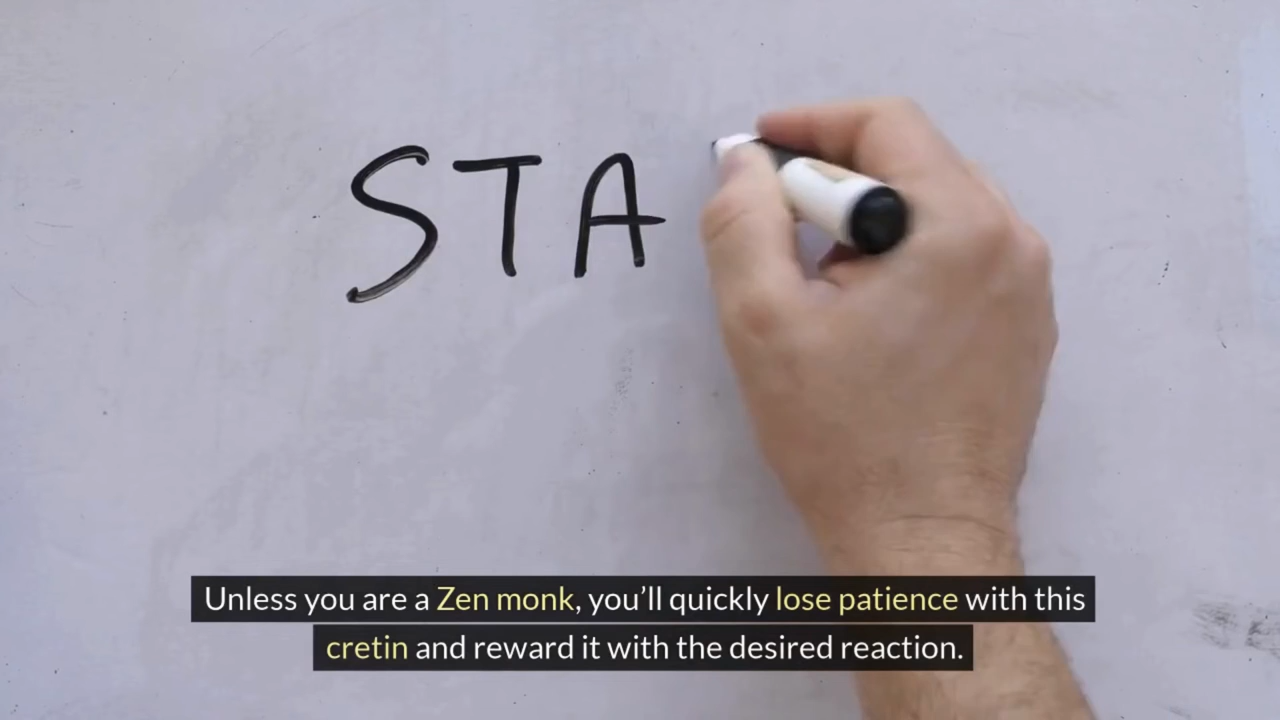 STA
Unless you are a Zen monk, you’ll quickly lose patience with this
cretin and reward it with the desired reaction.